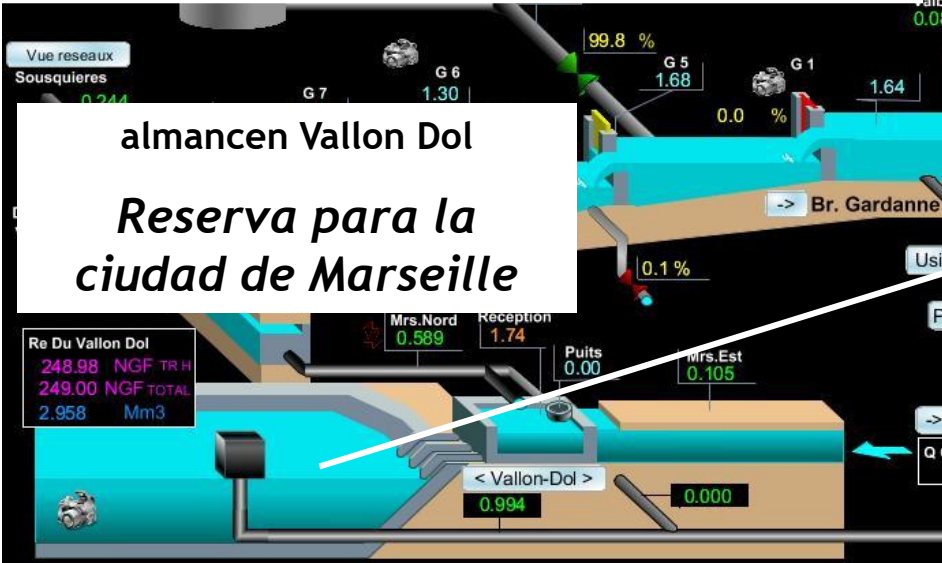 0.08
99.8 %
Vue reseaux
Sousquieres
0.244
G 7
G 6
1.30
G 5
1.68
G 1
0.0 %
1.64
almancen Vallon Dol
Reserva para la
ciudad de Marseille
-> Br. Gardanne
0.1 %
Usi
P
Re Du Vallon Dol
248.98 NGF TR H
249.00 NGF TOTAL
2.958 Mm3
Mrs.Nord
0.589
Reception
1.74
Puits
0.00
Mrs.Est
0.105
->
Q
< Vallon-Dol >
0.994
0.000